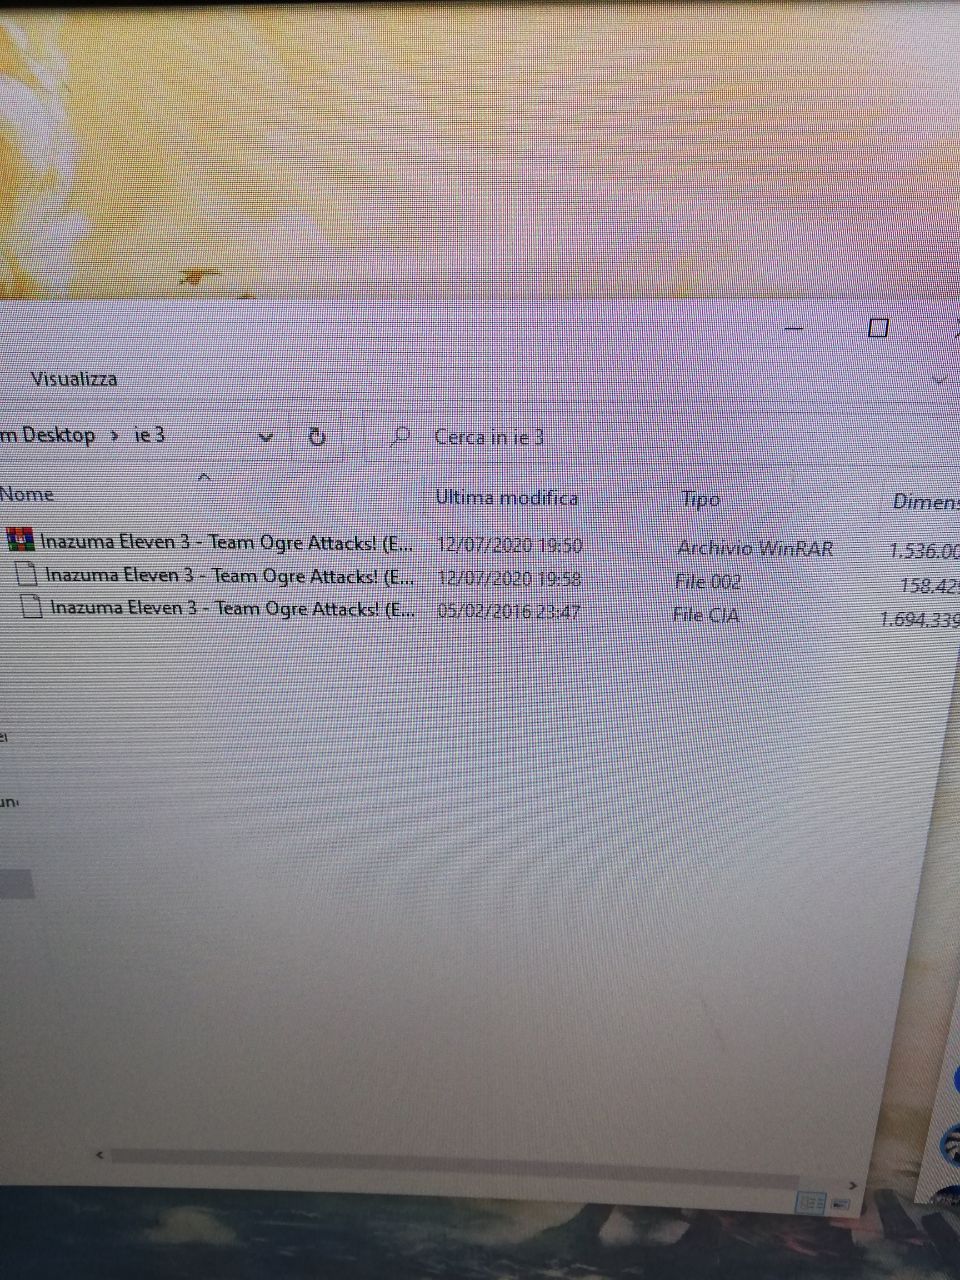 Visualizza
m Desktop > ie 3
Cerca in ie 3
Nome Ultima modifica Tipo Dimens
Inazuma Eleven 3 - Team Ogre Attacks! (E... 12/07/2020 19:50 Archivio WinRAR 1.536.00
Inazuma Eleven 3 - Team Ogre Attacks! (E... 12/07/2020 19:58 File 002 158.42
Inazuma Eleven 3 - Team Ogre Attacks! (E... 05/02/2016 23:47 File CIA 1.694.339